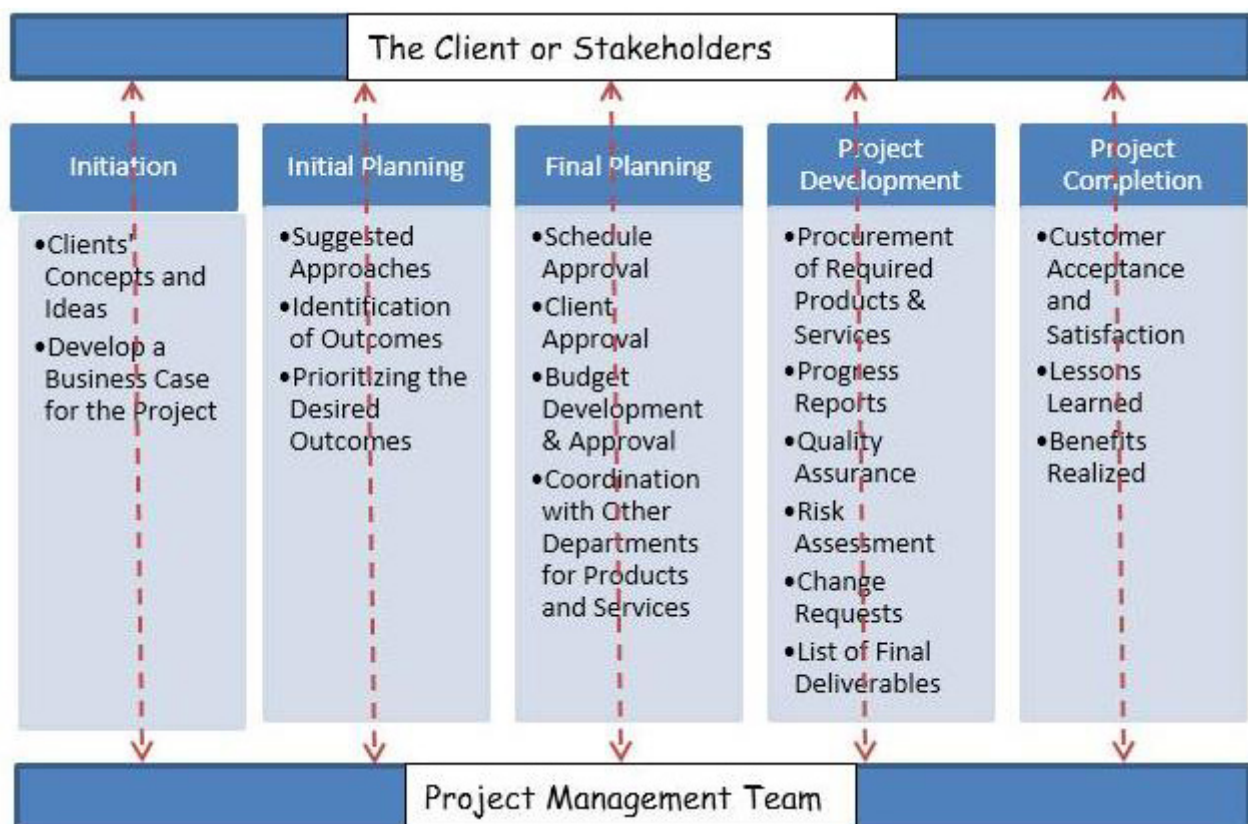 The Client or Stakeholders
Initiation
•Clients'
Concepts and
Ideas
•Develop a
Business Case
for the Project
Initial Planning
•Suggested
Approaches
•Identification
of Outcomes
•Prioritizing the
Desired
Outcomes
Final Planning
•Schedule
Approval
•Client
Approval
•Budget
Development
& Approval
•Coordination
with Other
Departments
for Products
and Services
Project
Development
•Procurement
of Required
Products &
Services
•Progress
Reports
•Quality
Assurance
•Risk
Assessment
•Change
Requests
•List of Final
Deliverables
Project
Completion
•Customer
Acceptance
and
Satisfaction
•Lessons
Learned
•Benefits
Realized
Project Management Team